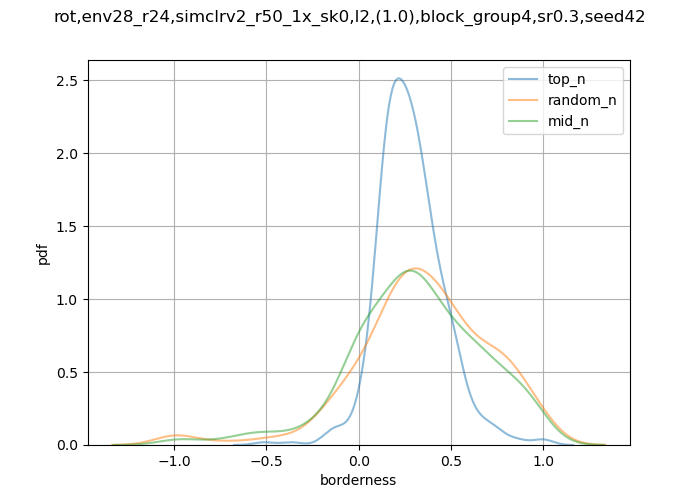 rot,env28_r24,simclrv2_r50_1x_sk0,l2,(1.0),block_group4,sr0.3,seed42
top_n
random_n
mid_n
2.5
2.0
1.5
1.0
0.5
0.0
pdf
−1.0 −0.5 0.0 0.5 1.0
borderness